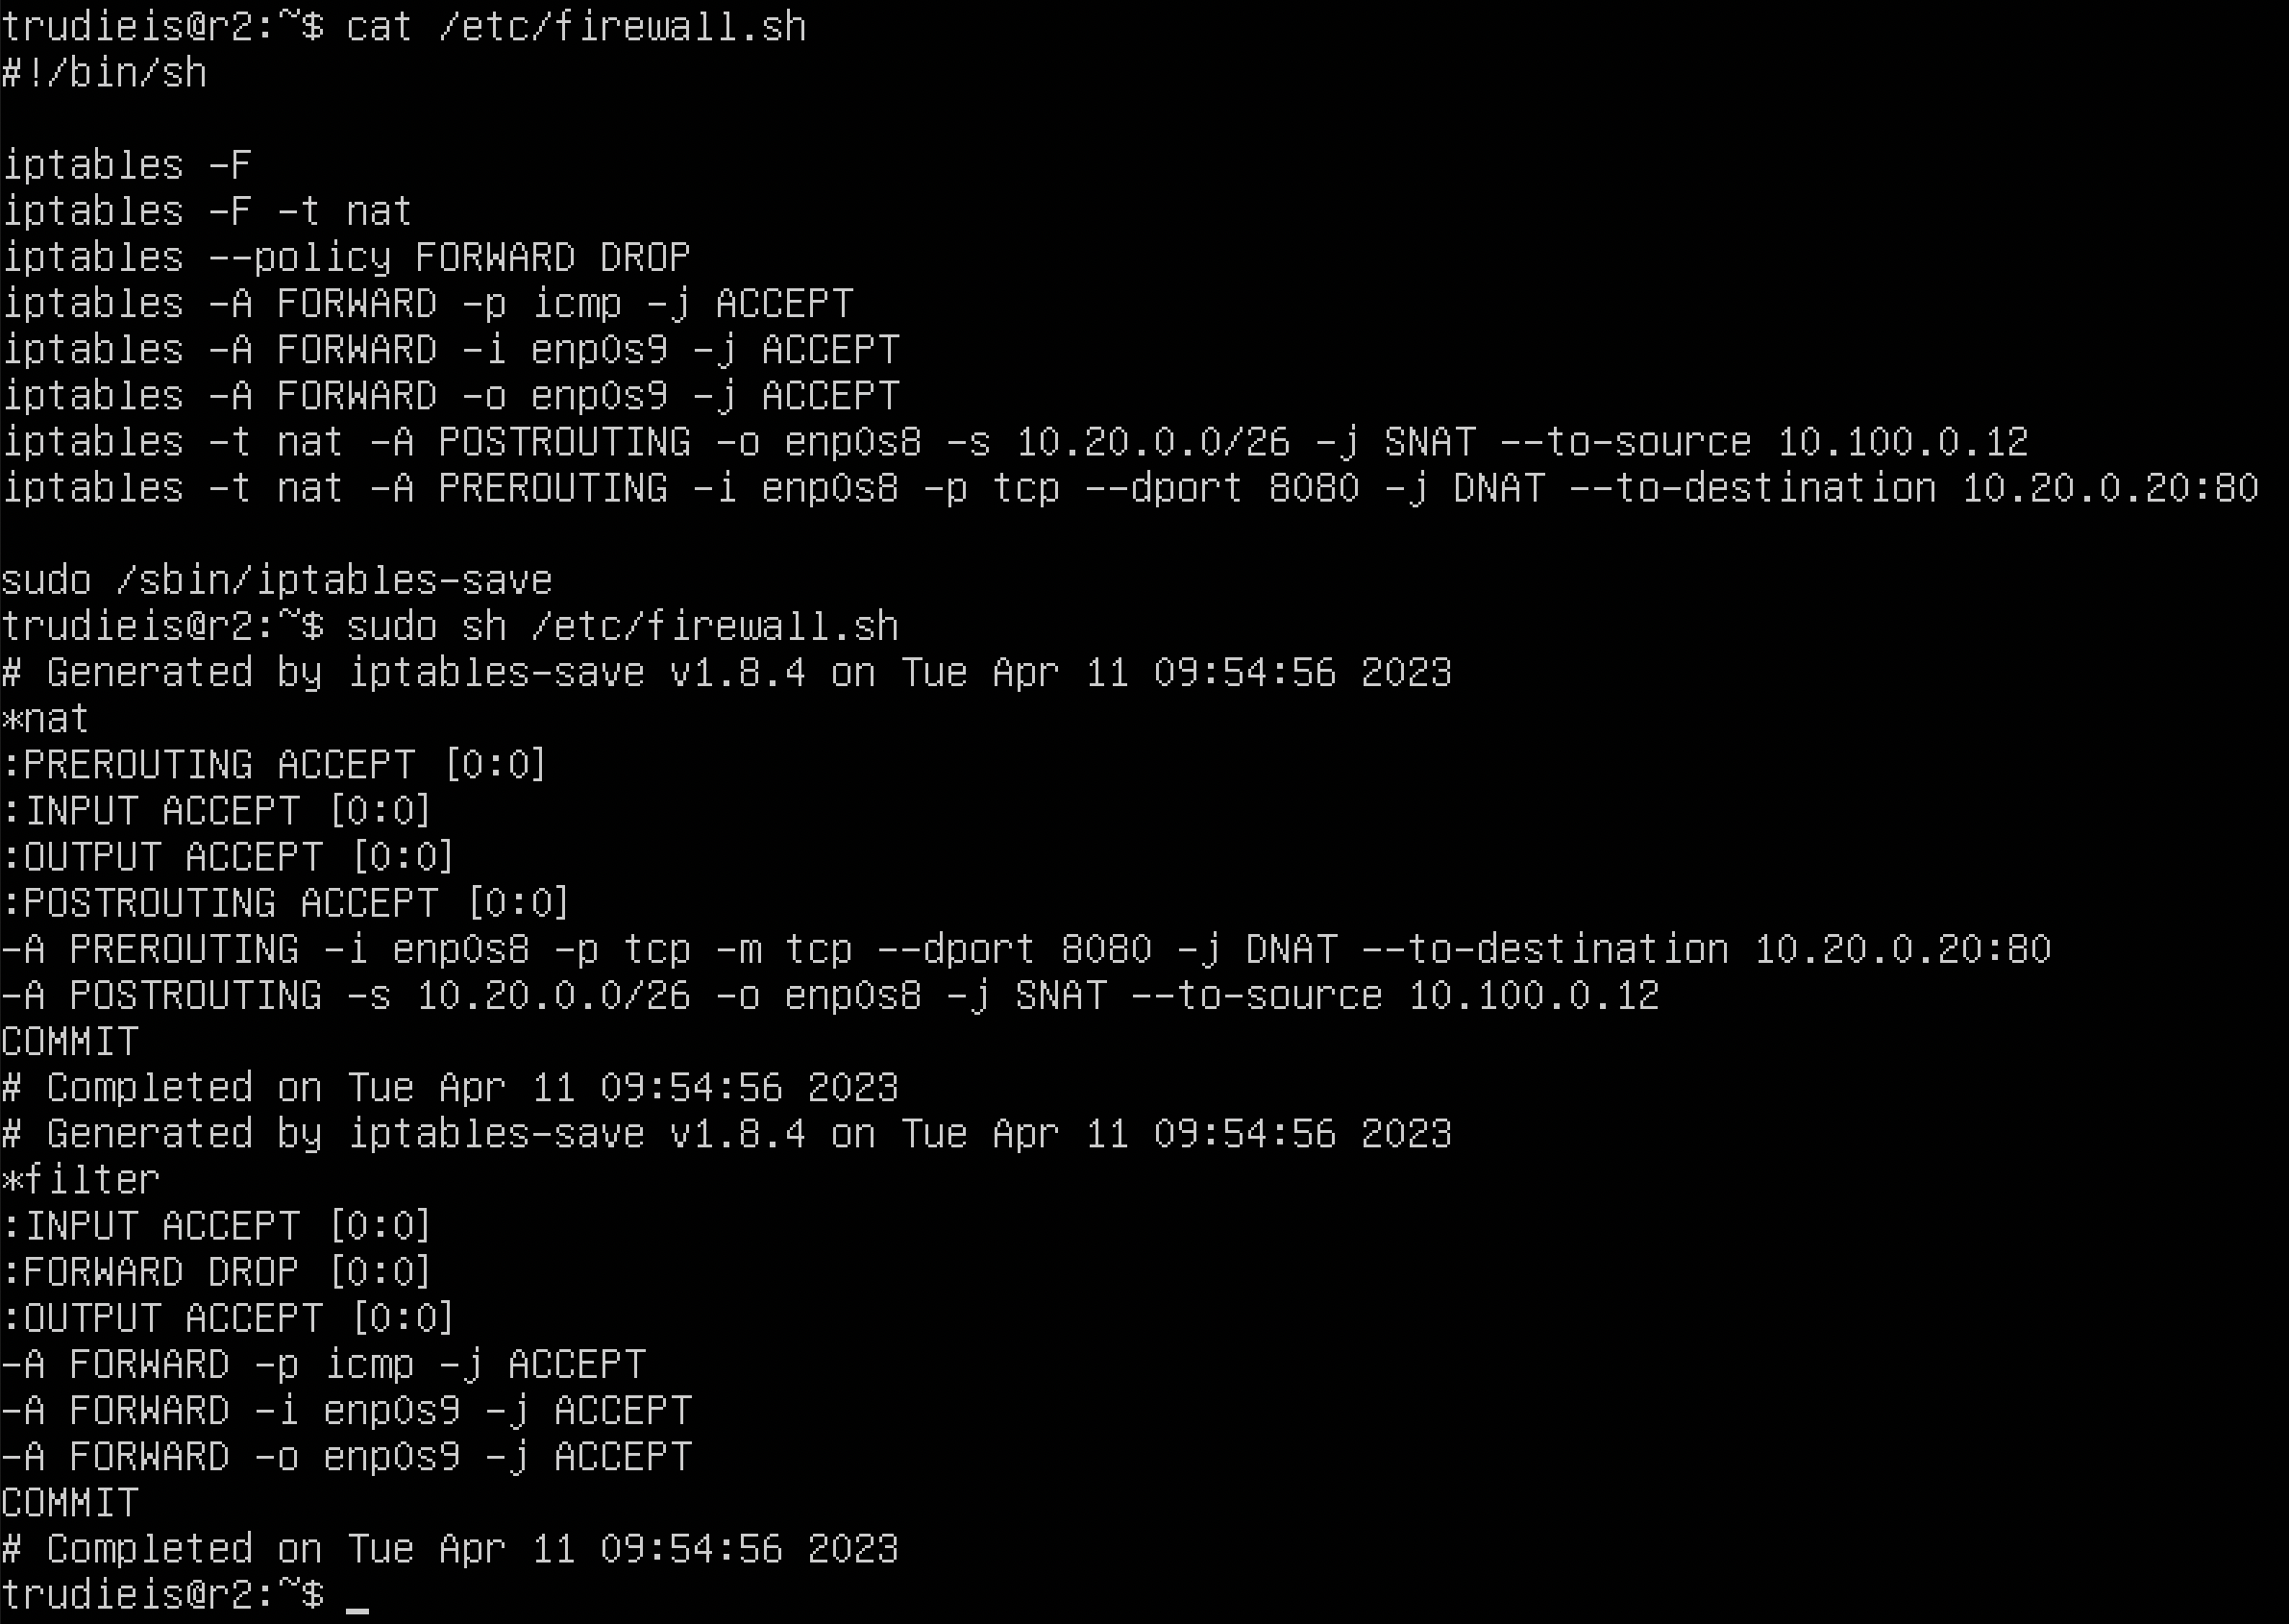 trudieis@r2:~$ cat /etc/firewall.sh
#!/bin/sh
iptables -F
iptables -F -t nat
iptables --policy FORWARD DROP
iptables -A FORWARD -p icmp -j ACCEPT
iptables -A FORWARD -i enp0s9 -j ACCEPT
iptables -A FORWARD -o enp0s9 -j ACCEPT
iptables -t nat -A POSTROUTING -o enp0s8 -s 10.20.0.0/26 -j SNAT --to-source 10.100.0.12
iptables -t nat -A PREROUTING -i enp0s8 -p tcp --dport 8080 -j DNAT --to-destination 10.20.0.20:80
sudo /sbin/iptables-save
trudieis@r2:~$ sudo sh /etc/firewall.sh
# Generated by iptables-save v1.8.4 on Tue Apr 11 09:54:56 2023
*nat
:PREROUTING ACCEPT [0:0]
:INPUT ACCEPT [0:0]
:OUTPUT ACCEPT [0:0]
:POSTROUTING ACCEPT [0:0]
-A PREROUTING -i enp0s8 -p tcp -m tcp --dport 8080 -j DNAT --to-destination 10.20.0.20:80
-A POSTROUTING -s 10.20.0.0/26 -o enp0s8 -j SNAT --to-source 10.100.0.12
COMMIT
# Completed on Tue Apr 11 09:54:56 2023
# Generated by iptables-save v1.8.4 on Tue Apr 11 09:54:56 2023
*filter
:INPUT ACCEPT [0:0]
:FORWARD DROP [0:0]
:OUTPUT ACCEPT [0:0]
-A FORWARD -p icmp -j ACCEPT
-A FORWARD -i enp0s9 -j ACCEPT
-A FORWARD -o enp0s9 -j ACCEPT
COMMIT
# Completed on Tue Apr 11 09:54:56 2023
trudieis@r2:~$ _